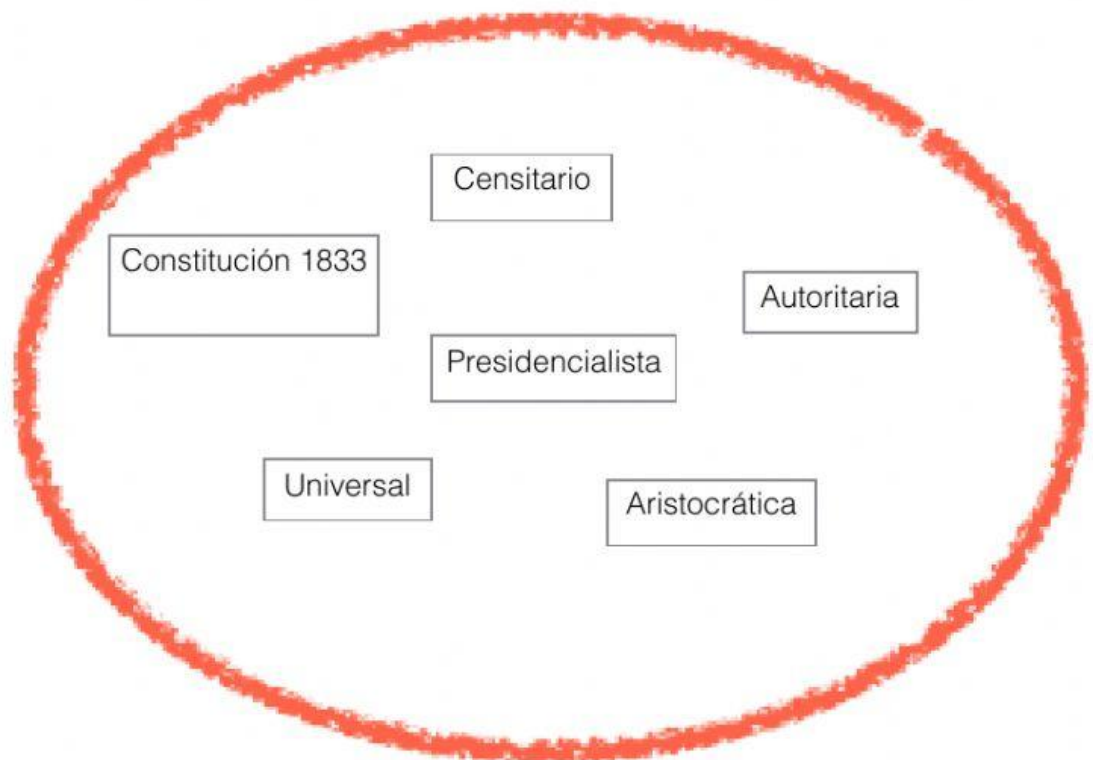 Censitario
Constitución 1833
Autoritaria
Presidencialista
Universal
Aristocrática